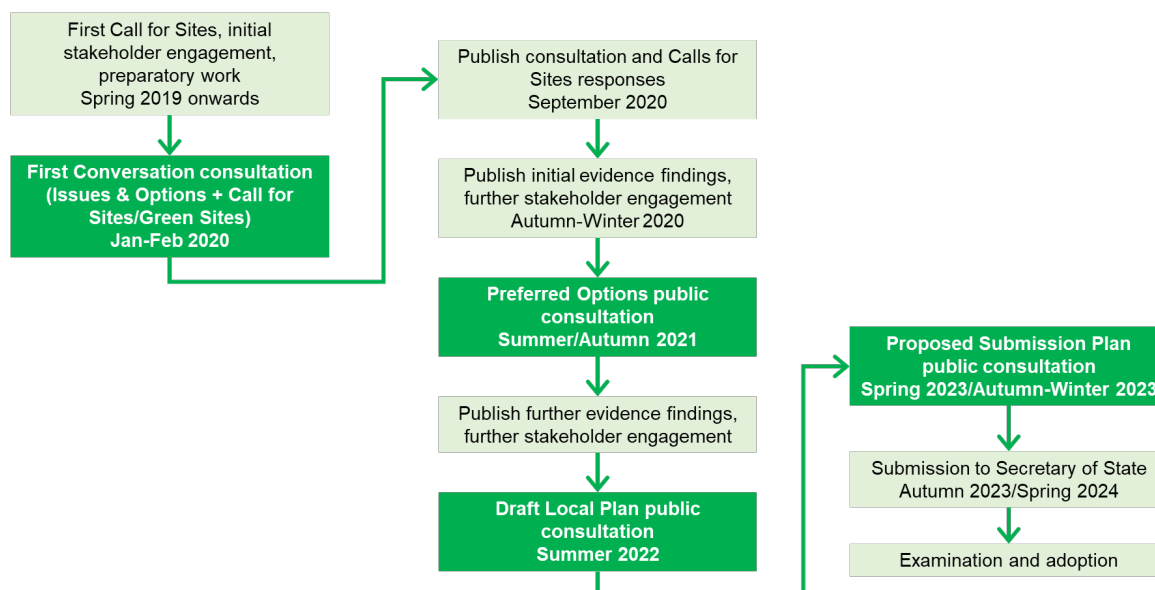 First Call for Sites, initial
stakeholder engagement,
preparatory work
Spring 2019 onwards
First Conversation consultation
(Issues & Options + Call for
Sites/Green Sites)
Jan-Feb 2020
Publish consultation and Calls for
Sites responses
September 2020
Publish initial evidence findings,
further stakeholder engagement
Autumn-Winter 2020
Preferred Options public
consultation
Summer/Autumn 2021
Publish further evidence findings,
further stakeholder engagement
Draft Local Plan public
consultation
Summer 2022
Proposed Submission Plan
public consultation
Spring 2023/Autumn-Winter 2023
Submission to Secretary of State
Autumn 2023/Spring 2024
Examination and adoption